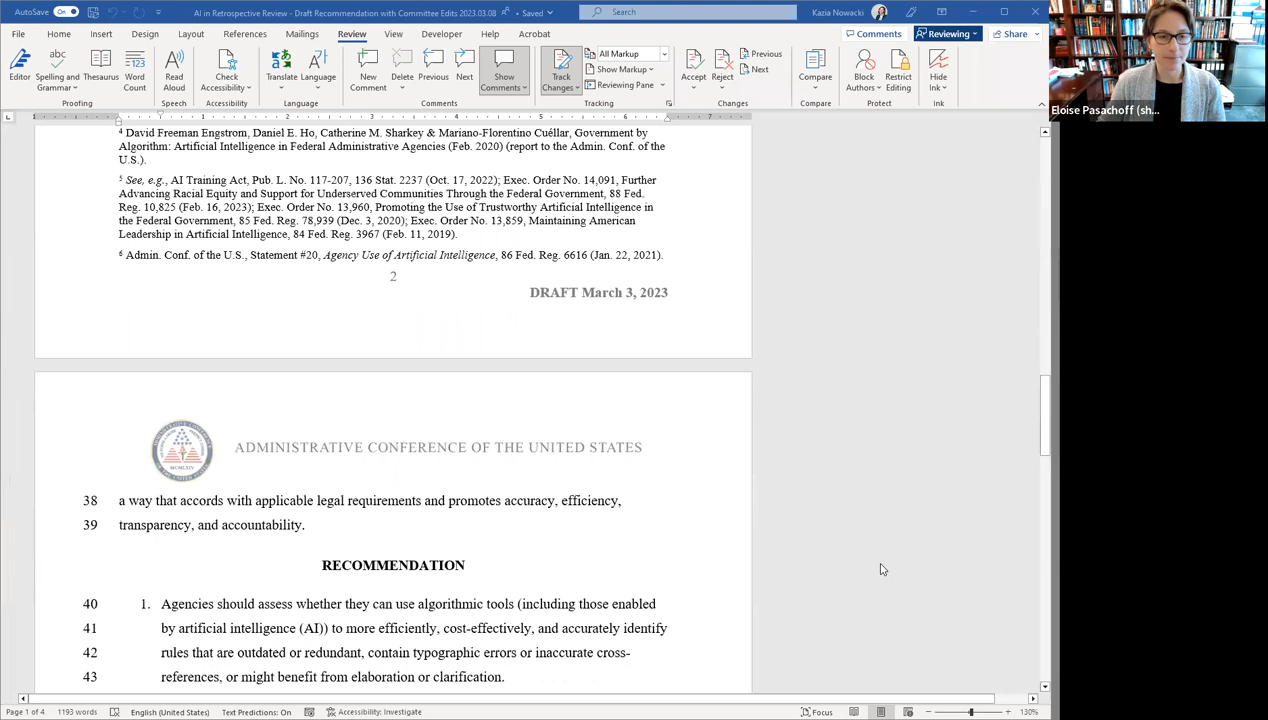 AutoSave On
AI in Retrospective Review - Draft Recommendation with Committee Edits 2023.03.08
• Saved
Search
Kazia Nowacki
File Home Insert Draw Design Layout References Mailings Review View Developer Help Acrobat
Comments
Reviewing
Share
Editor
Spelling and Grammar
Thesaurus
Word Count
Read Aloud
Check Accessibility
Translate
Language
New Comment
Delete
Previous
Next
Show Comments
Track Changes
All Markup
Show Markup
Reviewing Pane
Accept
Reject
Previous
Next
Compare
Block Authors
Restrict Editing
Hide Ink
Proofing
Speech
Accessibility
Language
Comments
Tracking
Changes
Compare
Protect
Ink
Eloise Pasachoff (sh...
1 1 2 3 4 5 6 7
4 David Freeman Engstrom, Daniel E. Ho, Catherine M. Sharkey & Mariano-Florentino Cuéllar, Government by
Algorithm: Artificial Intelligence in Federal Administrative Agencies (Feb. 2020) (report to the Admin. Conf. of the
U.S.).
5 See, e.g., AI Training Act, Pub. L. No. 117-207, 136 Stat. 2237 (Oct. 17, 2022); Exec. Order No. 14,091, Further
Advancing Racial Equity and Support for Underserved Communities Through the Federal Government, 88 Fed.
Reg. 10,825 (Feb. 16, 2023); Exec. Order No. 13,960, Promoting the Use of Trustworthy Artificial Intelligence in
the Federal Government, 85 Fed. Reg. 78,939 (Dec. 3, 2020); Exec. Order No. 13,859, Maintaining American
Leadership in Artificial Intelligence, 84 Fed. Reg. 3967 (Feb. 11, 2019).
6 Admin. Conf. of the U.S., Statement #20, Agency Use of Artificial Intelligence, 86 Fed. Reg. 6616 (Jan. 22, 2021).
2
DRAFT March 3, 2023
ADMINISTRATIVE CONFERENCE OF THE UNITED STATES
38 a way that accords with applicable legal requirements and promotes accuracy, efficiency,
39 transparency, and accountability.
RECOMMENDATION
40 1. Agencies should assess whether they can use algorithmic tools (including those enabled
41 by artificial intelligence (AI)) to more efficiently, cost-effectively, and accurately identify
42 rules that are outdated or redundant, contain typographic errors or inaccurate cross-
43 references, or might benefit from elaboration or clarification.
Page 1 of 4
1193 words
English (United States)
Text Predictions: On
Accessibility: Investigate
Focus
130%